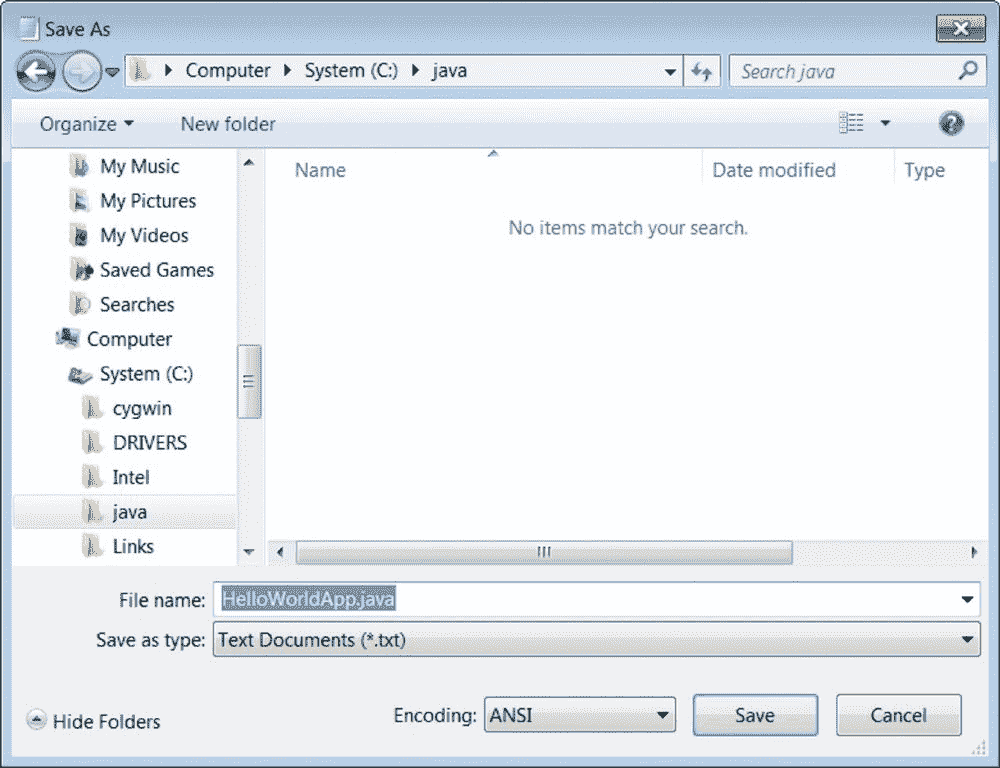 Save As
Computer System (C:) java
Search java
Organize New folder
Name Date modified Type
No items match your search.
My Music
My Pictures
My Videos
Saved Games
Searches
Computer
System (C:)
cygwin
DRIVERS
Intel
java
Links
File name: HelloWorldApp.java
Save as type: Text Documents (*.txt)
Hide Folders Encoding: ANSI Save Cancel